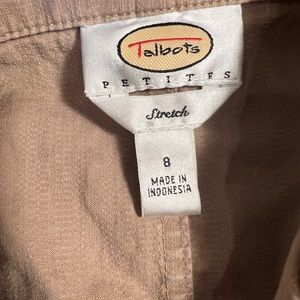 Talbots
PETITES
Stretch
8
MADE IN
INDONESIA